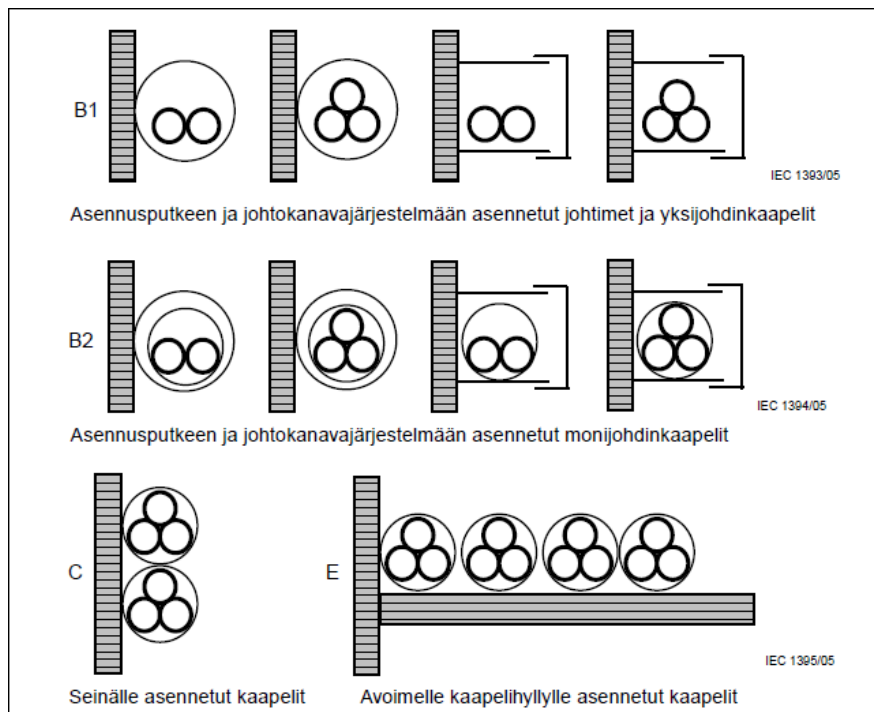 B1
IEC 1393/05
Asennusputkeen ja johtokanavajärjestelmään asennetut johtimet ja yksijohdinkaapelit
B2
IEC 1394/05
Asennusputkeen ja johtokanavajärjestelmään asennetut monijohdinkaapelit
C
E
IEC 1395/05
Seinälle asennetut kaapelit
Avoimelle kaapelihyllylle asennetut kaapelit